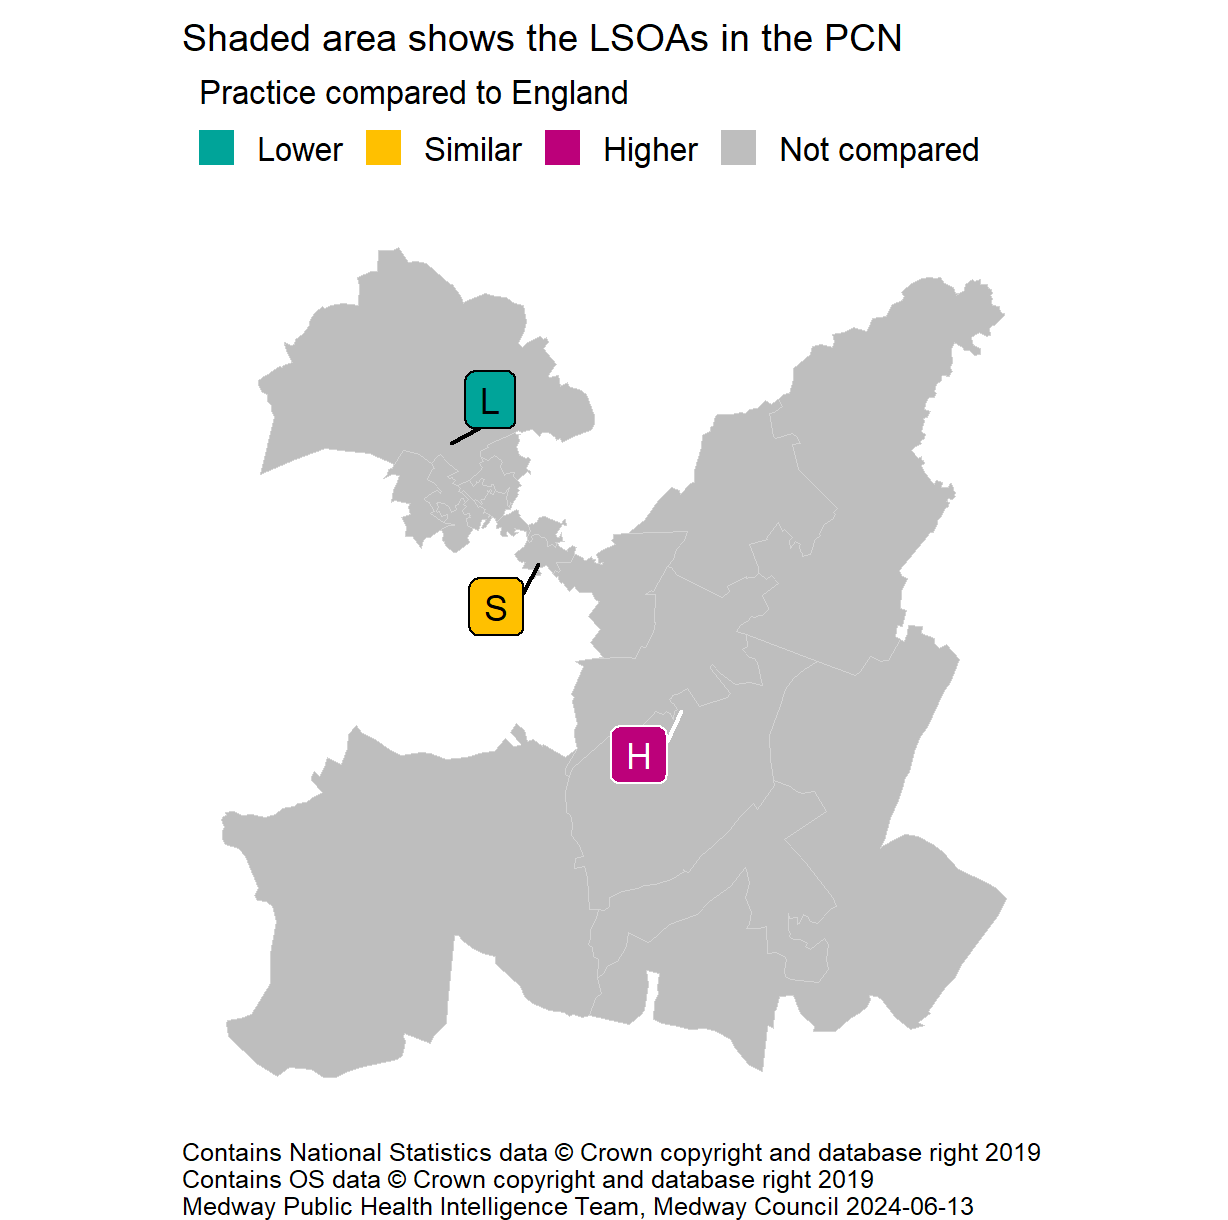 Shaded area shows the LSOAs in the PCN
Practice compared to England
Lower Similar Higher Not compared
L
S
H
Contains National Statistics data © Crown copyright and database right 2019
Contains OS data © Crown copyright and database right 2019
Medway Public Health Intelligence Team, Medway Council 2024-06-13